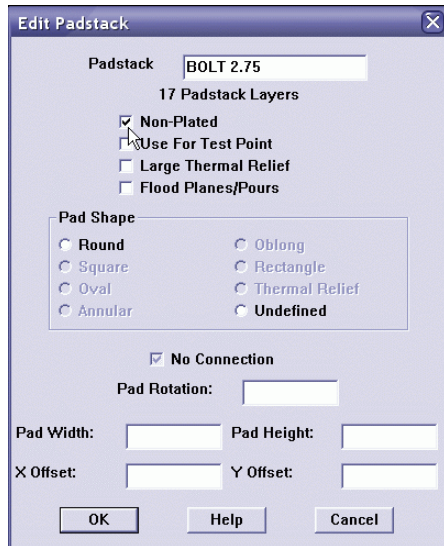 Edit Padstack
Padstack BOLT 2.75
17 Padstack Layers
Non-Plated
Use For Test Point
Large Thermal Relief
Flood Planes/Pours
Pad Shape
Round Oblong
Square Rectangle
Oval Thermal Relief
Annular Undefined
No Connection
Pad Rotation:
Pad Width: Pad Height:
X Offset: Y Offset:
OK Help Cancel